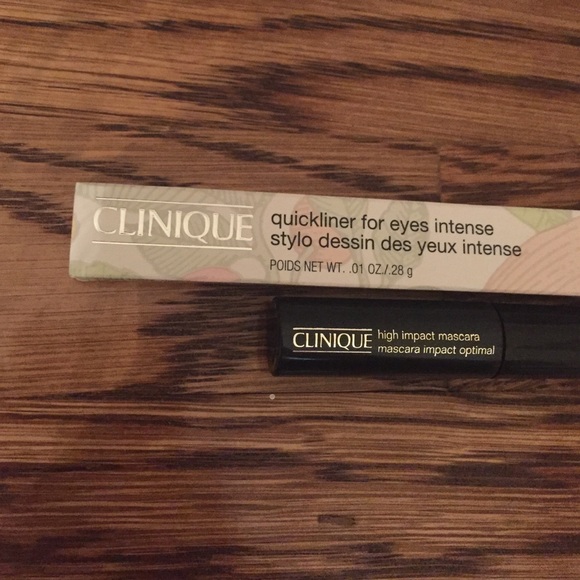 CLINIQUE
quickliner for eyes intense
stylo dessin des yeux intense
POIDS NET WT. .01 OZ./.28 g
CLINIQUE
high impact mascara
mascara impact optimal